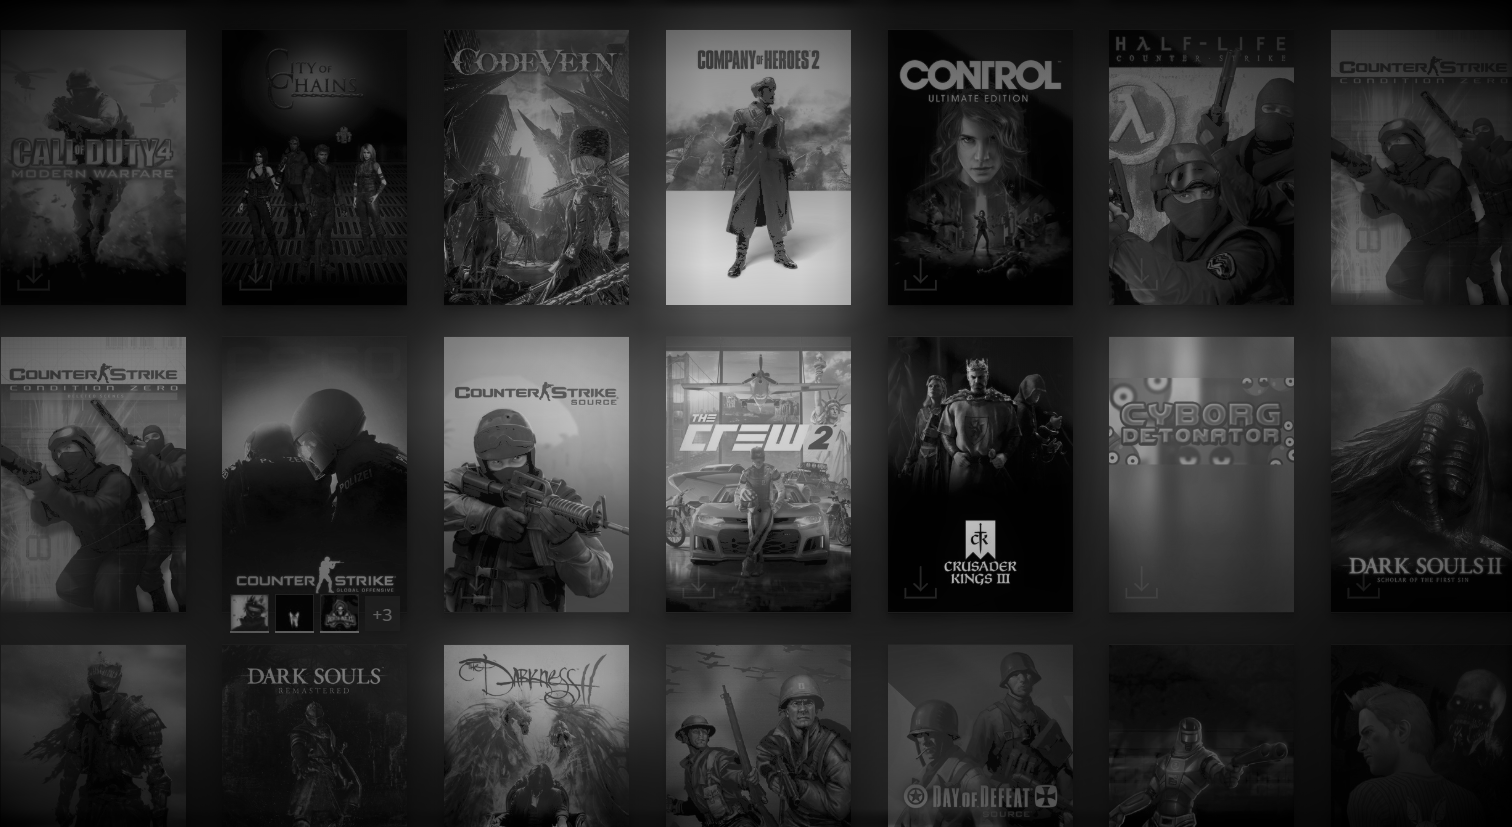 CITY OF
CHAINS
CODE VEIN
COMPANY OF HEROES 2
CONTROL
ULTIMATE EDITION
HALF-LIFE
COUNTER-STRIKE
COUNTER STRIKE
CONDITION ZERO
CALL OF DUTY 4
MODERN WARFARE
COUNTER STRIKE
CONDITION ZERO
POLIZEI
COUNTER STRIKE
GLOBAL OFFENSIVE
+3
COUNTER STRIKE
SOURCE
THE
CREW 2
CK
CRUSADER
KINGS III
CYBORG
DETONATOR
DARK SOULS II
SCHOLAR OF THE FIRST SIN
DARK SOULS
REMASTERED
THE DARKNESS II
DAY OF DEFEAT
SOURCE